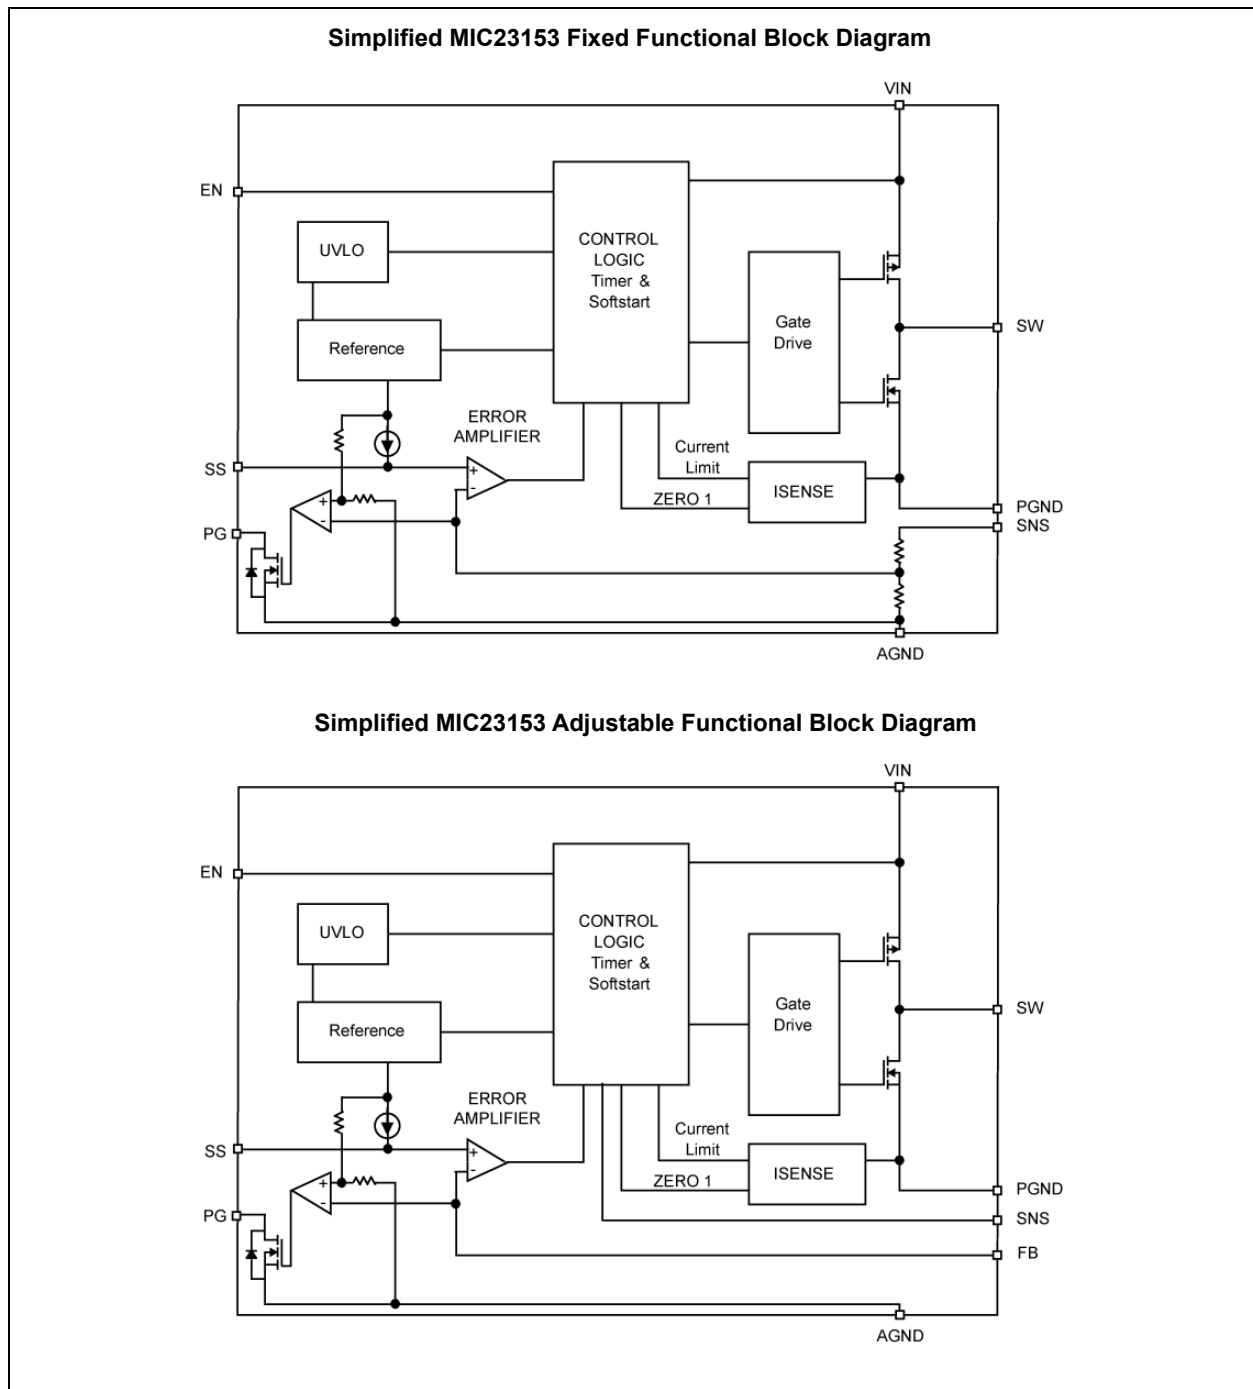 Simplified MIC23153 Fixed Functional Block Diagram
VIN
EN
UVLO
CONTROL
LOGIC
Timer &
Softstart
Reference
Gate
Drive
SW
ERROR
AMPLIFIER
Current
Limit
SS
+
-
ZERO 1
ISENSE
+
-
PG
PGND
SNS
AGND
Simplified MIC23153 Adjustable Functional Block Diagram
VIN
EN
UVLO
CONTROL
LOGIC
Timer &
Softstart
Reference
Gate
Drive
SW
ERROR
AMPLIFIER
Current
Limit
SS
+
-
ZERO 1
ISENSE
+
-
PG
PGND
SNS
FB
AGND